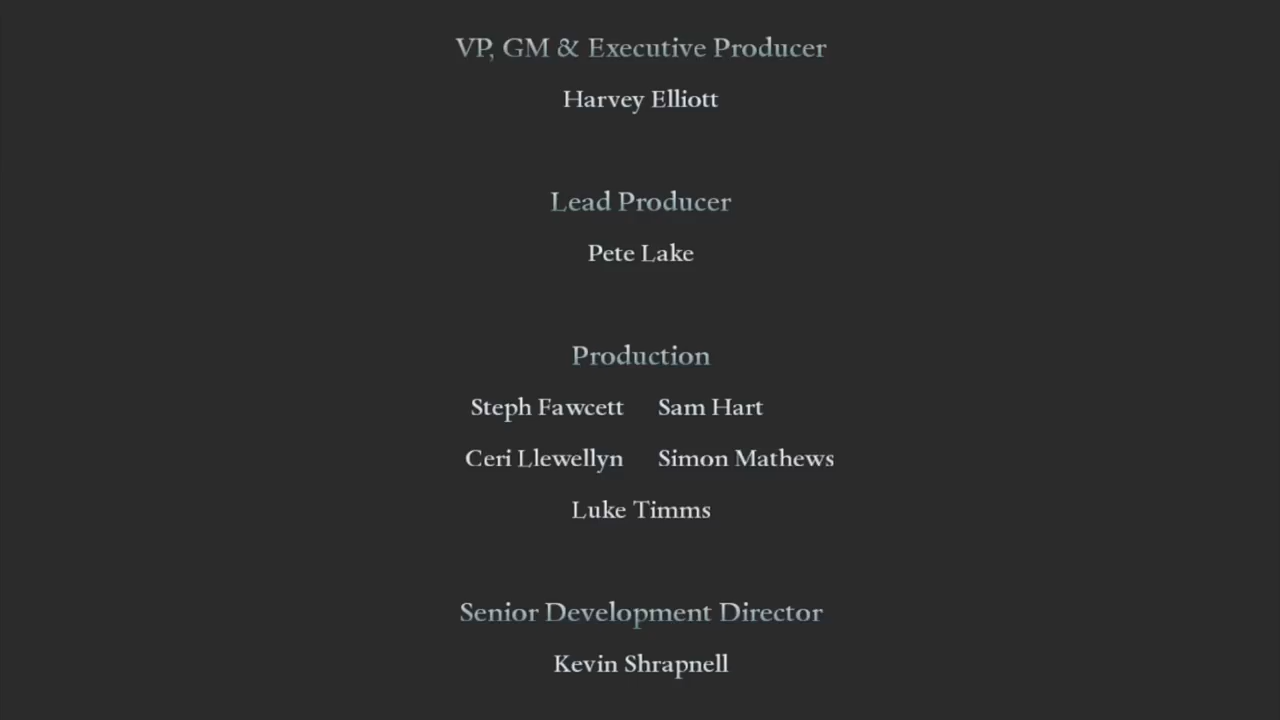 VP, GM & Executive Producer
Harvey Elliott
Lead Producer
Pete Lake
Production
Steph Fawcett Sam Hart
Ceri Llewellyn Simon Mathews
Luke Timms
Senior Development Director
Kevin Shrapnell